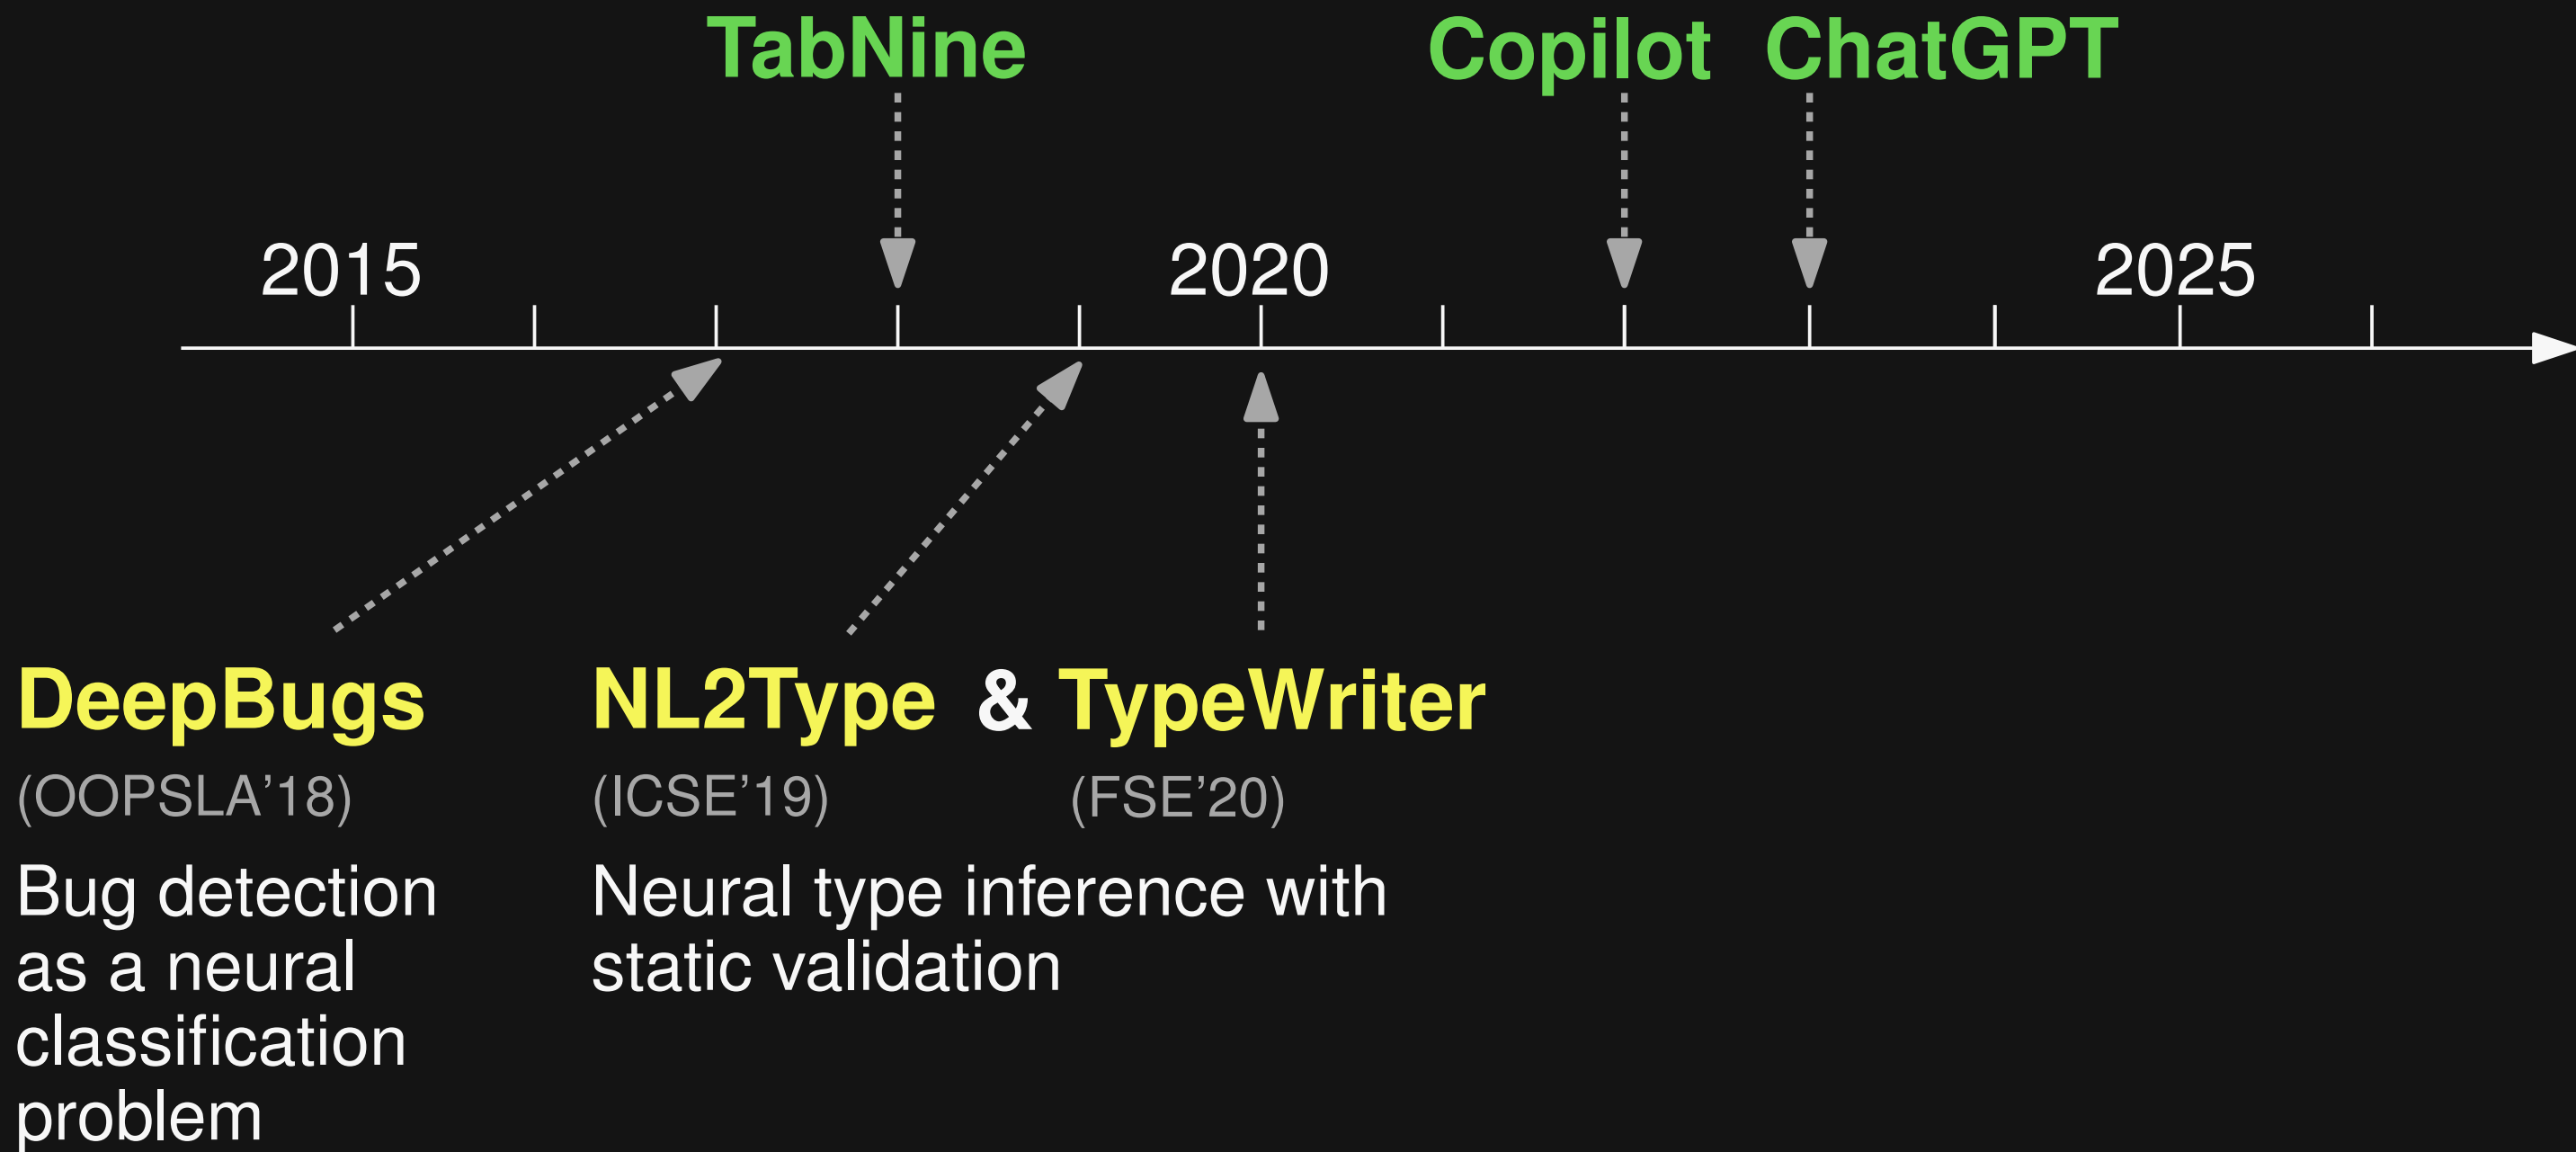 TabNine
Copilot
ChatGPT
2015
2020
2025
DeepBugs
(OOPSLA’18)
Bug detection
as a neural
classification
problem
NL2Type & TypeWriter
(ICSE’19) (FSE’20)
Neural type inference with
static validation